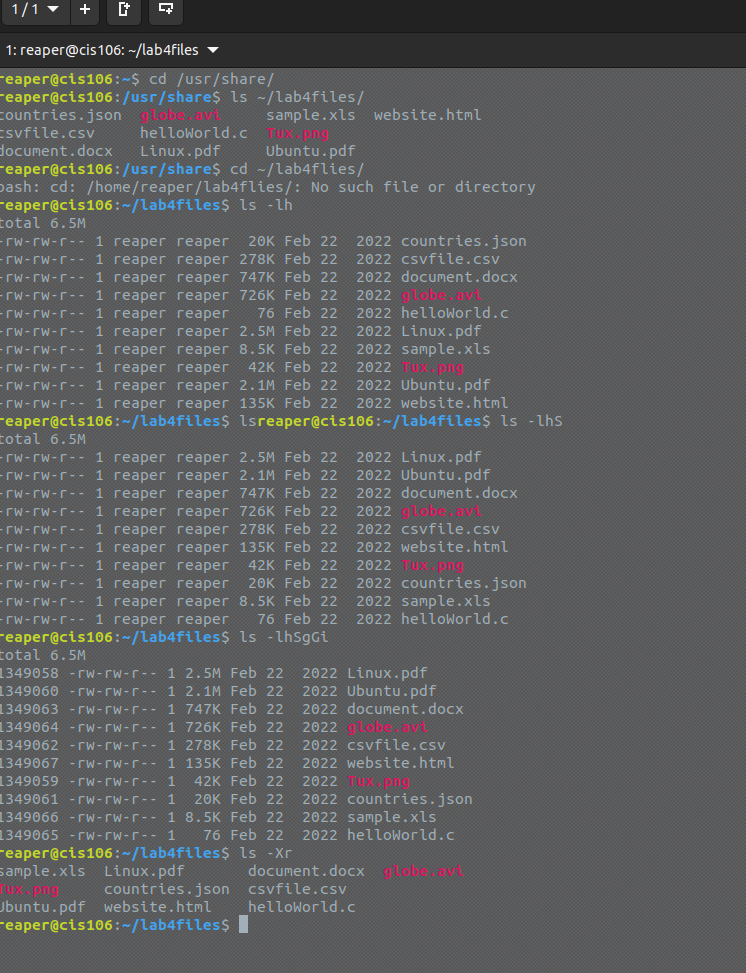 1 / 1
1: reaper@cis106: ~/lab4files
reaper@cis106:~$ cd /usr/share/
reaper@cis106:/usr/share$ ls ~/lab4files/
countries.json  globe.avi     sample.xls  website.html
csvfile.csv     helloWorld.c  Tux.png
document.docx   Linux.pdf     Ubuntu.pdf
reaper@cis106:/usr/share$ cd ~/lab4flies/
bash: cd: /home/reaper/lab4flies/: No such file or directory
reaper@cis106:~/lab4files$ ls -lh
total 6.5M
-rw-rw-r-- 1 reaper reaper  20K Feb 22  2022 countries.json
-rw-rw-r-- 1 reaper reaper 278K Feb 22  2022 csvfile.csv
-rw-rw-r-- 1 reaper reaper 747K Feb 22  2022 document.docx
-rw-rw-r-- 1 reaper reaper 726K Feb 22  2022 globe.avi
-rw-rw-r-- 1 reaper reaper   76 Feb 22  2022 helloWorld.c
-rw-rw-r-- 1 reaper reaper 2.5M Feb 22  2022 Linux.pdf
-rw-rw-r-- 1 reaper reaper 8.5K Feb 22  2022 sample.xls
-rw-rw-r-- 1 reaper reaper  42K Feb 22  2022 Tux.png
-rw-rw-r-- 1 reaper reaper 2.1M Feb 22  2022 Ubuntu.pdf
-rw-rw-r-- 1 reaper reaper 135K Feb 22  2022 website.html
reaper@cis106:~/lab4files$ lsreaper@cis106:~/lab4files$ ls -lhS
total 6.5M
-rw-rw-r-- 1 reaper reaper 2.5M Feb 22  2022 Linux.pdf
-rw-rw-r-- 1 reaper reaper 2.1M Feb 22  2022 Ubuntu.pdf
-rw-rw-r-- 1 reaper reaper 747K Feb 22  2022 document.docx
-rw-rw-r-- 1 reaper reaper 726K Feb 22  2022 globe.avi
-rw-rw-r-- 1 reaper reaper 278K Feb 22  2022 csvfile.csv
-rw-rw-r-- 1 reaper reaper 135K Feb 22  2022 website.html
-rw-rw-r-- 1 reaper reaper  42K Feb 22  2022 Tux.png
-rw-rw-r-- 1 reaper reaper  20K Feb 22  2022 countries.json
-rw-rw-r-- 1 reaper reaper 8.5K Feb 22  2022 sample.xls
-rw-rw-r-- 1 reaper reaper   76 Feb 22  2022 helloWorld.c
reaper@cis106:~/lab4files$ ls -lhSgGi
total 6.5M
1349058 -rw-rw-r-- 1 2.5M Feb 22  2022 Linux.pdf
1349060 -rw-rw-r-- 1 2.1M Feb 22  2022 Ubuntu.pdf
1349063 -rw-rw-r-- 1 747K Feb 22  2022 document.docx
1349064 -rw-rw-r-- 1 726K Feb 22  2022 globe.avi
1349062 -rw-rw-r-- 1 278K Feb 22  2022 csvfile.csv
1349067 -rw-rw-r-- 1 135K Feb 22  2022 website.html
1349059 -rw-rw-r-- 1  42K Feb 22  2022 Tux.png
1349061 -rw-rw-r-- 1  20K Feb 22  2022 countries.json
1349066 -rw-rw-r-- 1 8.5K Feb 22  2022 sample.xls
1349065 -rw-rw-r-- 1   76 Feb 22  2022 helloWorld.c
reaper@cis106:~/lab4files$ ls -Xr
sample.xls  Linux.pdf       document.docx  globe.avi
Tux.png     countries.json  csvfile.csv
Ubuntu.pdf  website.html    helloWorld.c
reaper@cis106:~/lab4files$